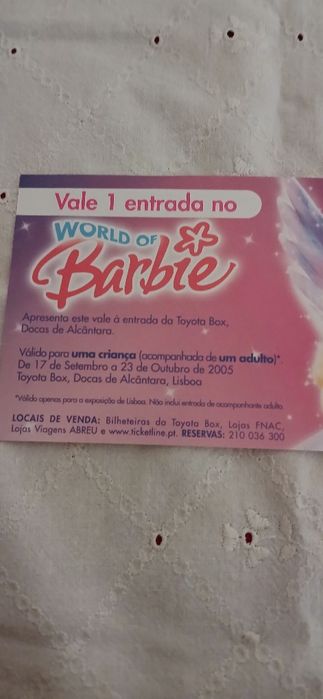 Vale 1 entrada no
WORLD OF
Barbie
Apresenta este vale à entrada da Toyota Box,
Docas de Alcântara.
Válido para uma criança (acompanhada de um adulto)*.
De 17 de Setembro a 23 de Outubro de 2005
Toyota Box, Docas de Alcântara, Lisboa
*Válido apenas para a exposição de Lisboa. Não inclui entrada de acompanhante adulto.
LOCAIS DE VENDA: Bilheteiras da Toyota Box, Lojas FNAC,
Lojas Viagens ABREU e www.ticketline.pt. RESERVAS: 210 036 300